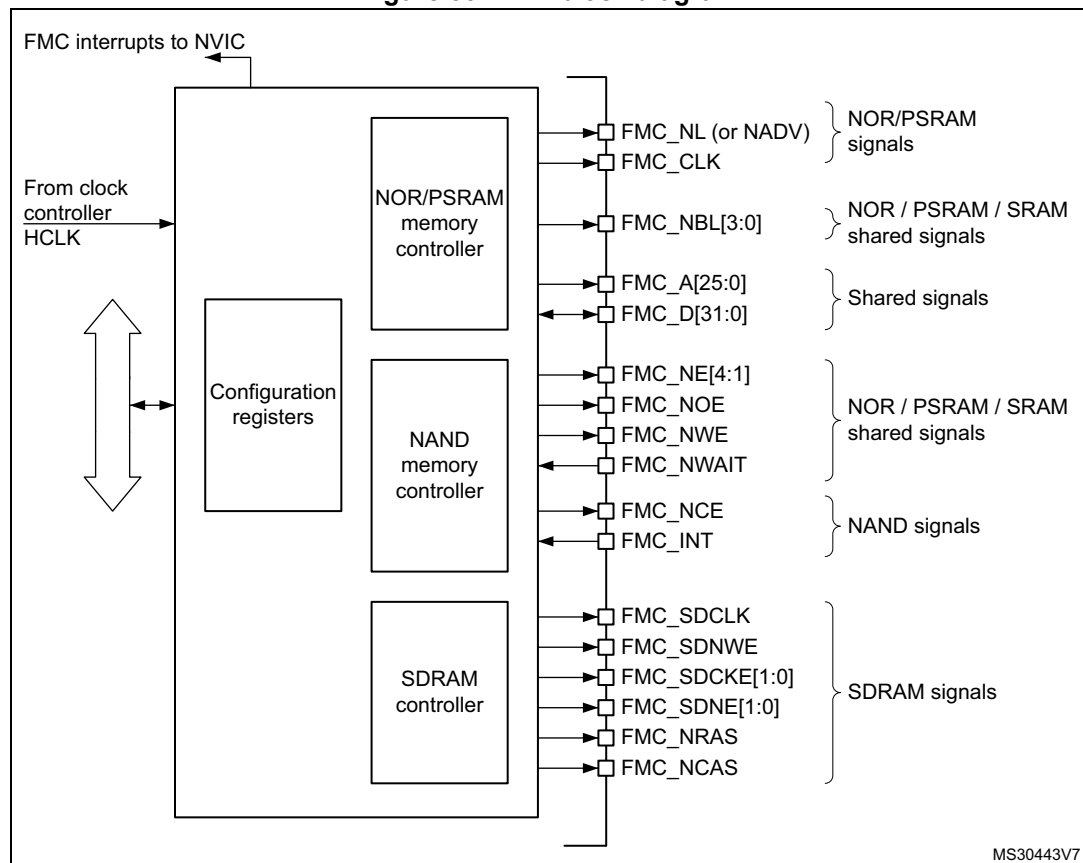 FMC interrupts to NVIC
From clock
controller
HCLK
Configuration
registers
NOR/PSRAM
memory
controller
NAND
memory
controller
SDRAM
controller
FMC_NL (or NADV)
FMC_CLK
NOR/PSRAM
signals
FMC_NBL[3:0]
NOR / PSRAM / SRAM
shared signals
FMC_A[25:0]
FMC_D[31:0]
Shared signals
FMC_NE[4:1]
FMC_NOE
FMC_NWE
FMC_NWAIT
NOR / PSRAM / SRAM
shared signals
FMC_NCE
FMC_INT
NAND signals
FMC_SDCLK
FMC_SDNWE
FMC_SDCKE[1:0]
FMC_SDNE[1:0]
FMC_NRAS
FMC_NCAS
SDRAM signals
MS30443V7